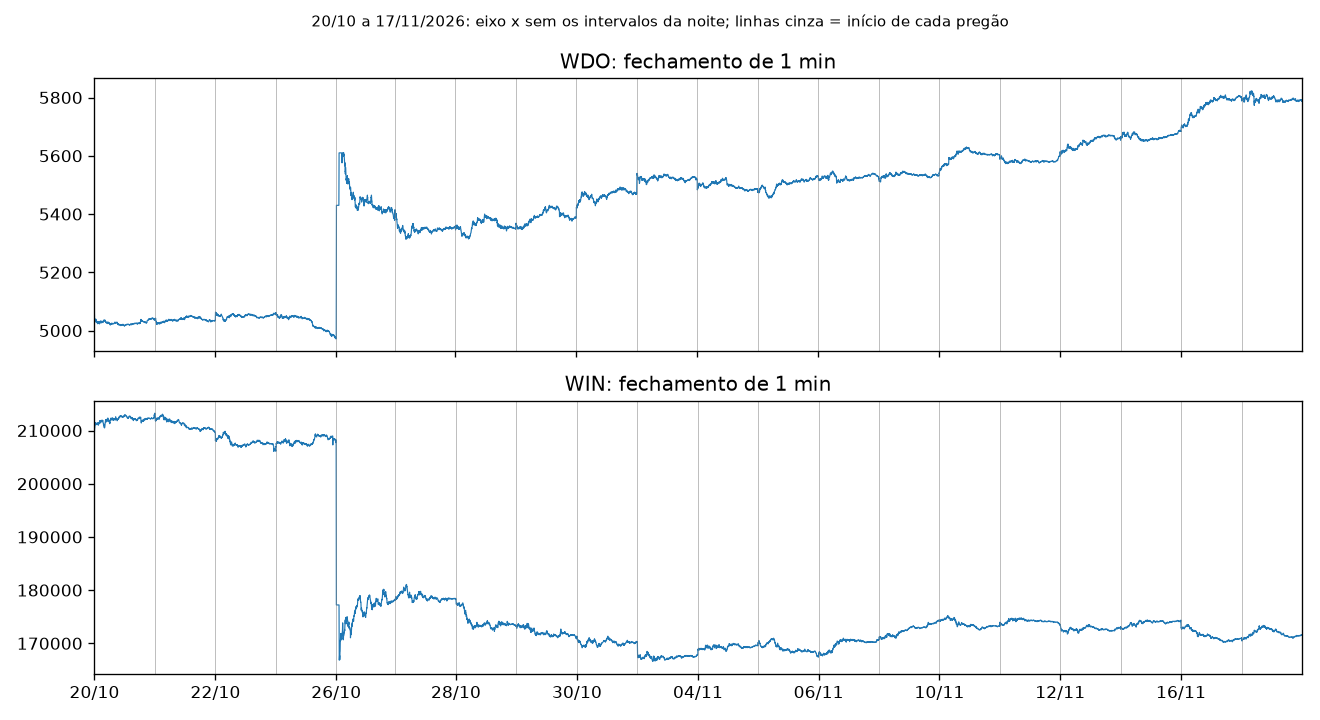 20/10 a 17/11/2026: eixo x sem os intervalos da noite; linhas cinza = início de cada pregão
WDO: fechamento de 1 min
5800
5600
5400
5200
5000
WIN: fechamento de 1 min
210000
200000
190000
180000
170000
20/10 22/10 26/10 28/10 30/10 04/11 06/11 10/11 12/11 16/11